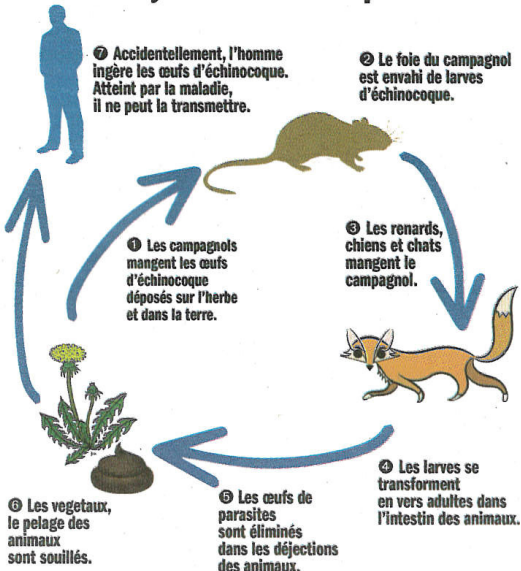 ❼ Accidentellement, l'homme
ingère les œufs d'échinocoque.
Atteint par la maladie,
il ne peut la transmettre.
❷ Le foie du campagnol
est envahi de larves
d'échinocoque.
❶ Les campagnols
mangent les œufs
d'échinocoque
déposés sur l'herbe
et dans la terre.
❸ Les renards,
chiens et chats
mangent le
campagnol.
❹ Les larves se
transforment
en vers adultes dans
l'intestin des animaux.
❺ Les œufs de
parasites
sont éliminés
dans les déjections
des animaux.
❻ Les vegetaux,
le pelage des
animaux
sont souillés.